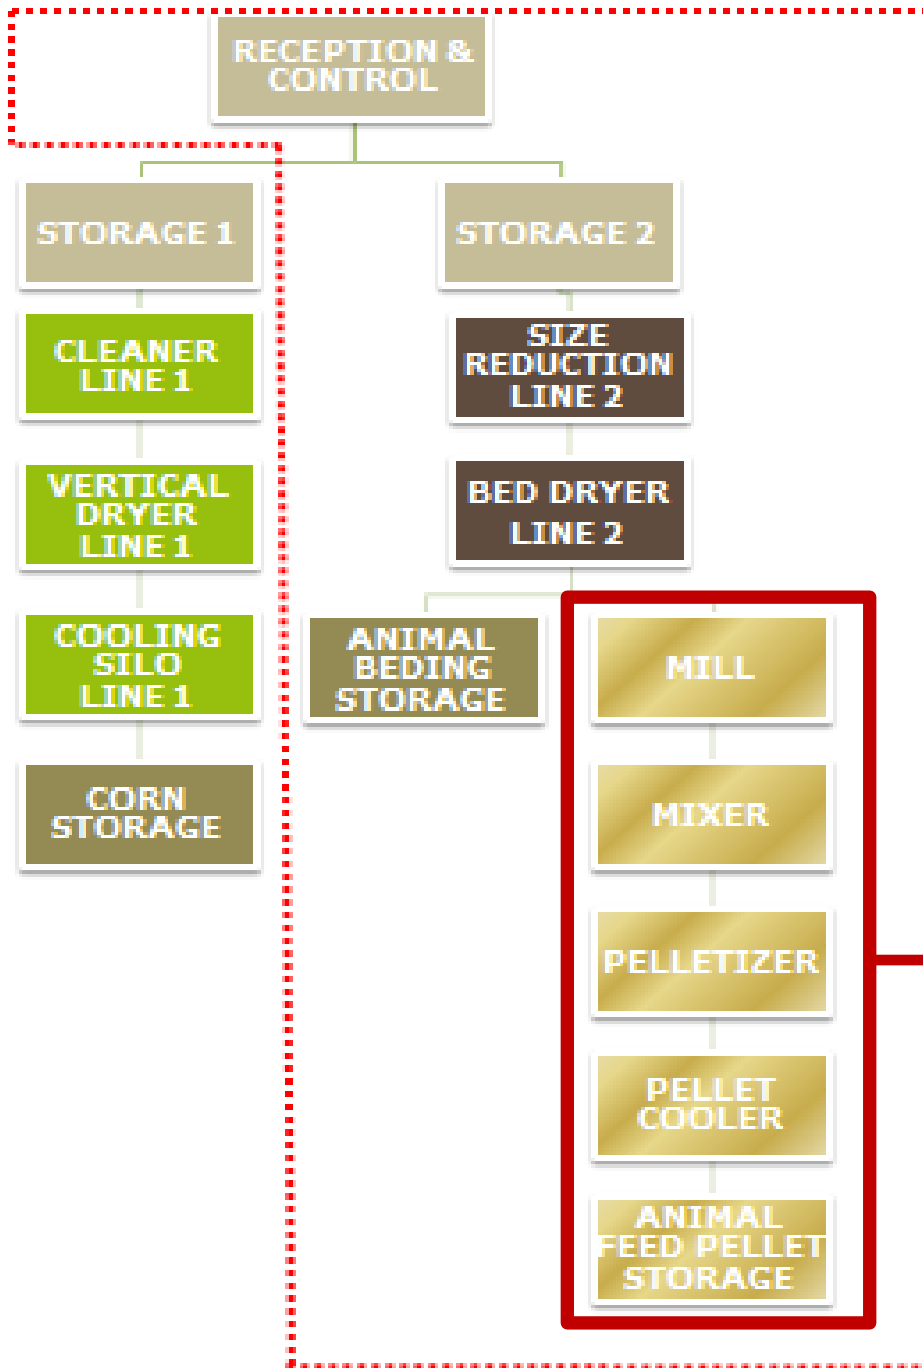 RECEPTION &
CONTROL
STORAGE 1
STORAGE 2
CLEANER
LINE 1
SIZE
REDUCTION
LINE 2
VERTICAL
DRYER
LINE 1
BED DRYER
LINE 2
COOLING
SILO
LINE 1
ANIMAL
BEDING
STORAGE
MILL
CORN
STORAGE
MIXER
PELLETIZER
PELLET
COOLER
ANIMAL
FEED PELLET
STORAGE